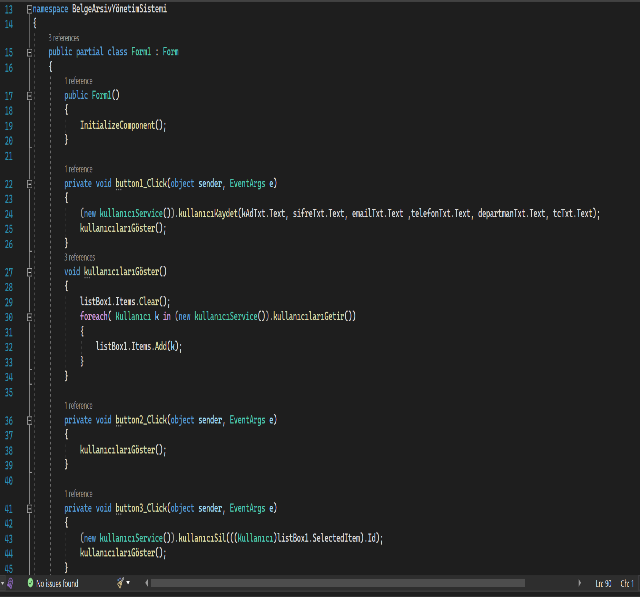 13 namespace BelgeArsivYönetimSistemi
14 {
3 references
15 public partial class Form1 : Form
16 {
1 reference
17 public Form1()
18 {
19 InitializeComponent();
20 }
21
1 reference
22 private void button1_Click(object sender, EventArgs e)
23 {
24 (new kullanıcıService()).kullanıcıKaydet(kAdTxt.Text, sifreTxt.Text, emailTxt.Text ,telefonTxt.Text, departmanTxt.Text, tcTxt.Text);
25 kullanıcılarıGöster();
26 }
3 references
27 void kullanıcılarıGöster()
28 {
29 listBox1.Items.Clear();
30 foreach( Kullanıcı k in (new kullanıcıService()).kullanıcılarıGetir())
31 {
32 listBox1.Items.Add(k);
33 }
34 }
35
1 reference
36 private void button2_Click(object sender, EventArgs e)
37 {
38 kullanıcılarıGöster();
39 }
40
1 reference
41 private void button3_Click(object sender, EventArgs e)
42 {
43 (new kullanıcıService()).kullanıcıSil(((Kullanıcı)listBox1.SelectedItem).Id);
44 kullanıcılarıGöster();
45 }
No issues found Ln: 90 Ch: 1